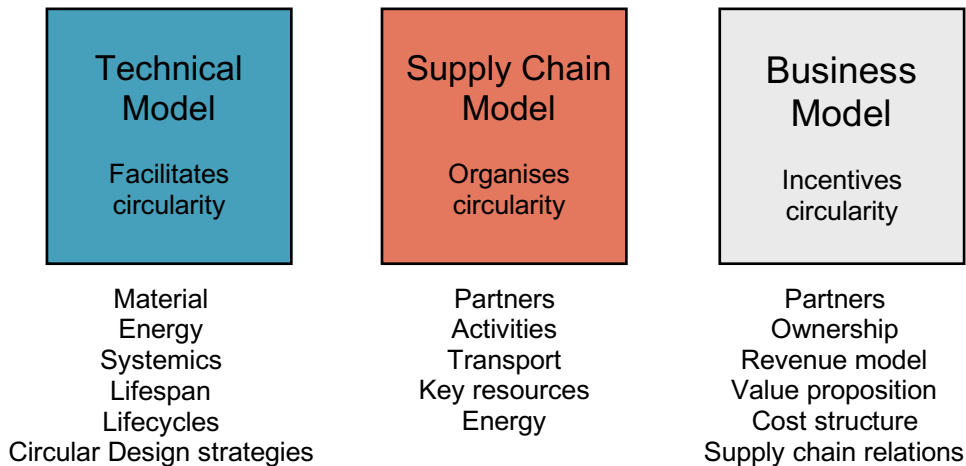 Technical
Model
Facilitates
circularity
Material
Energy
Systemics
Lifespan
Lifecycles
Circular Design strategies
Supply Chain
Model
Organises
circularity
Partners
Activities
Transport
Key resources
Energy
Business
Model
Incentives
circularity
Partners
Ownership
Revenue model
Value proposition
Cost structure
Supply chain relations